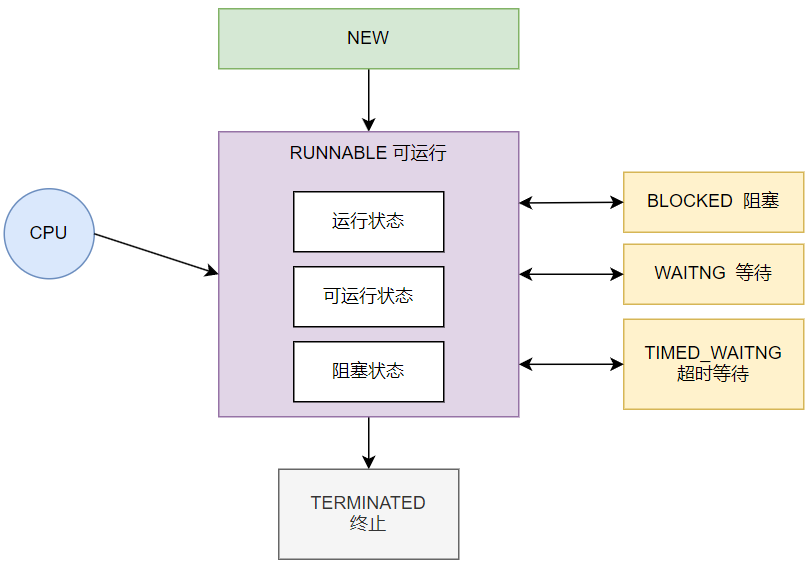 NEW
RUNNABLE 可运行
运行状态
可运行状态
阻塞状态
CPU
BLOCKED 阻塞
WAITNG 等待
TIMED_WAITNG
超时等待
TERMINATED
终止